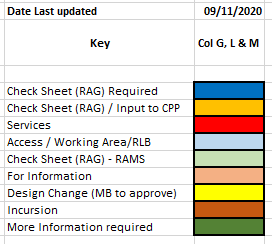 Date Last updated 09/11/2020
Key Col G, L & M
Check Sheet (RAG) Required
Check Sheet (RAG) / Input to CPP
Services
Access / Working Area/RLB
Check Sheet (RAG) - RAMS
For Information
Design Change (MB to approve)
Incursion
More Information required